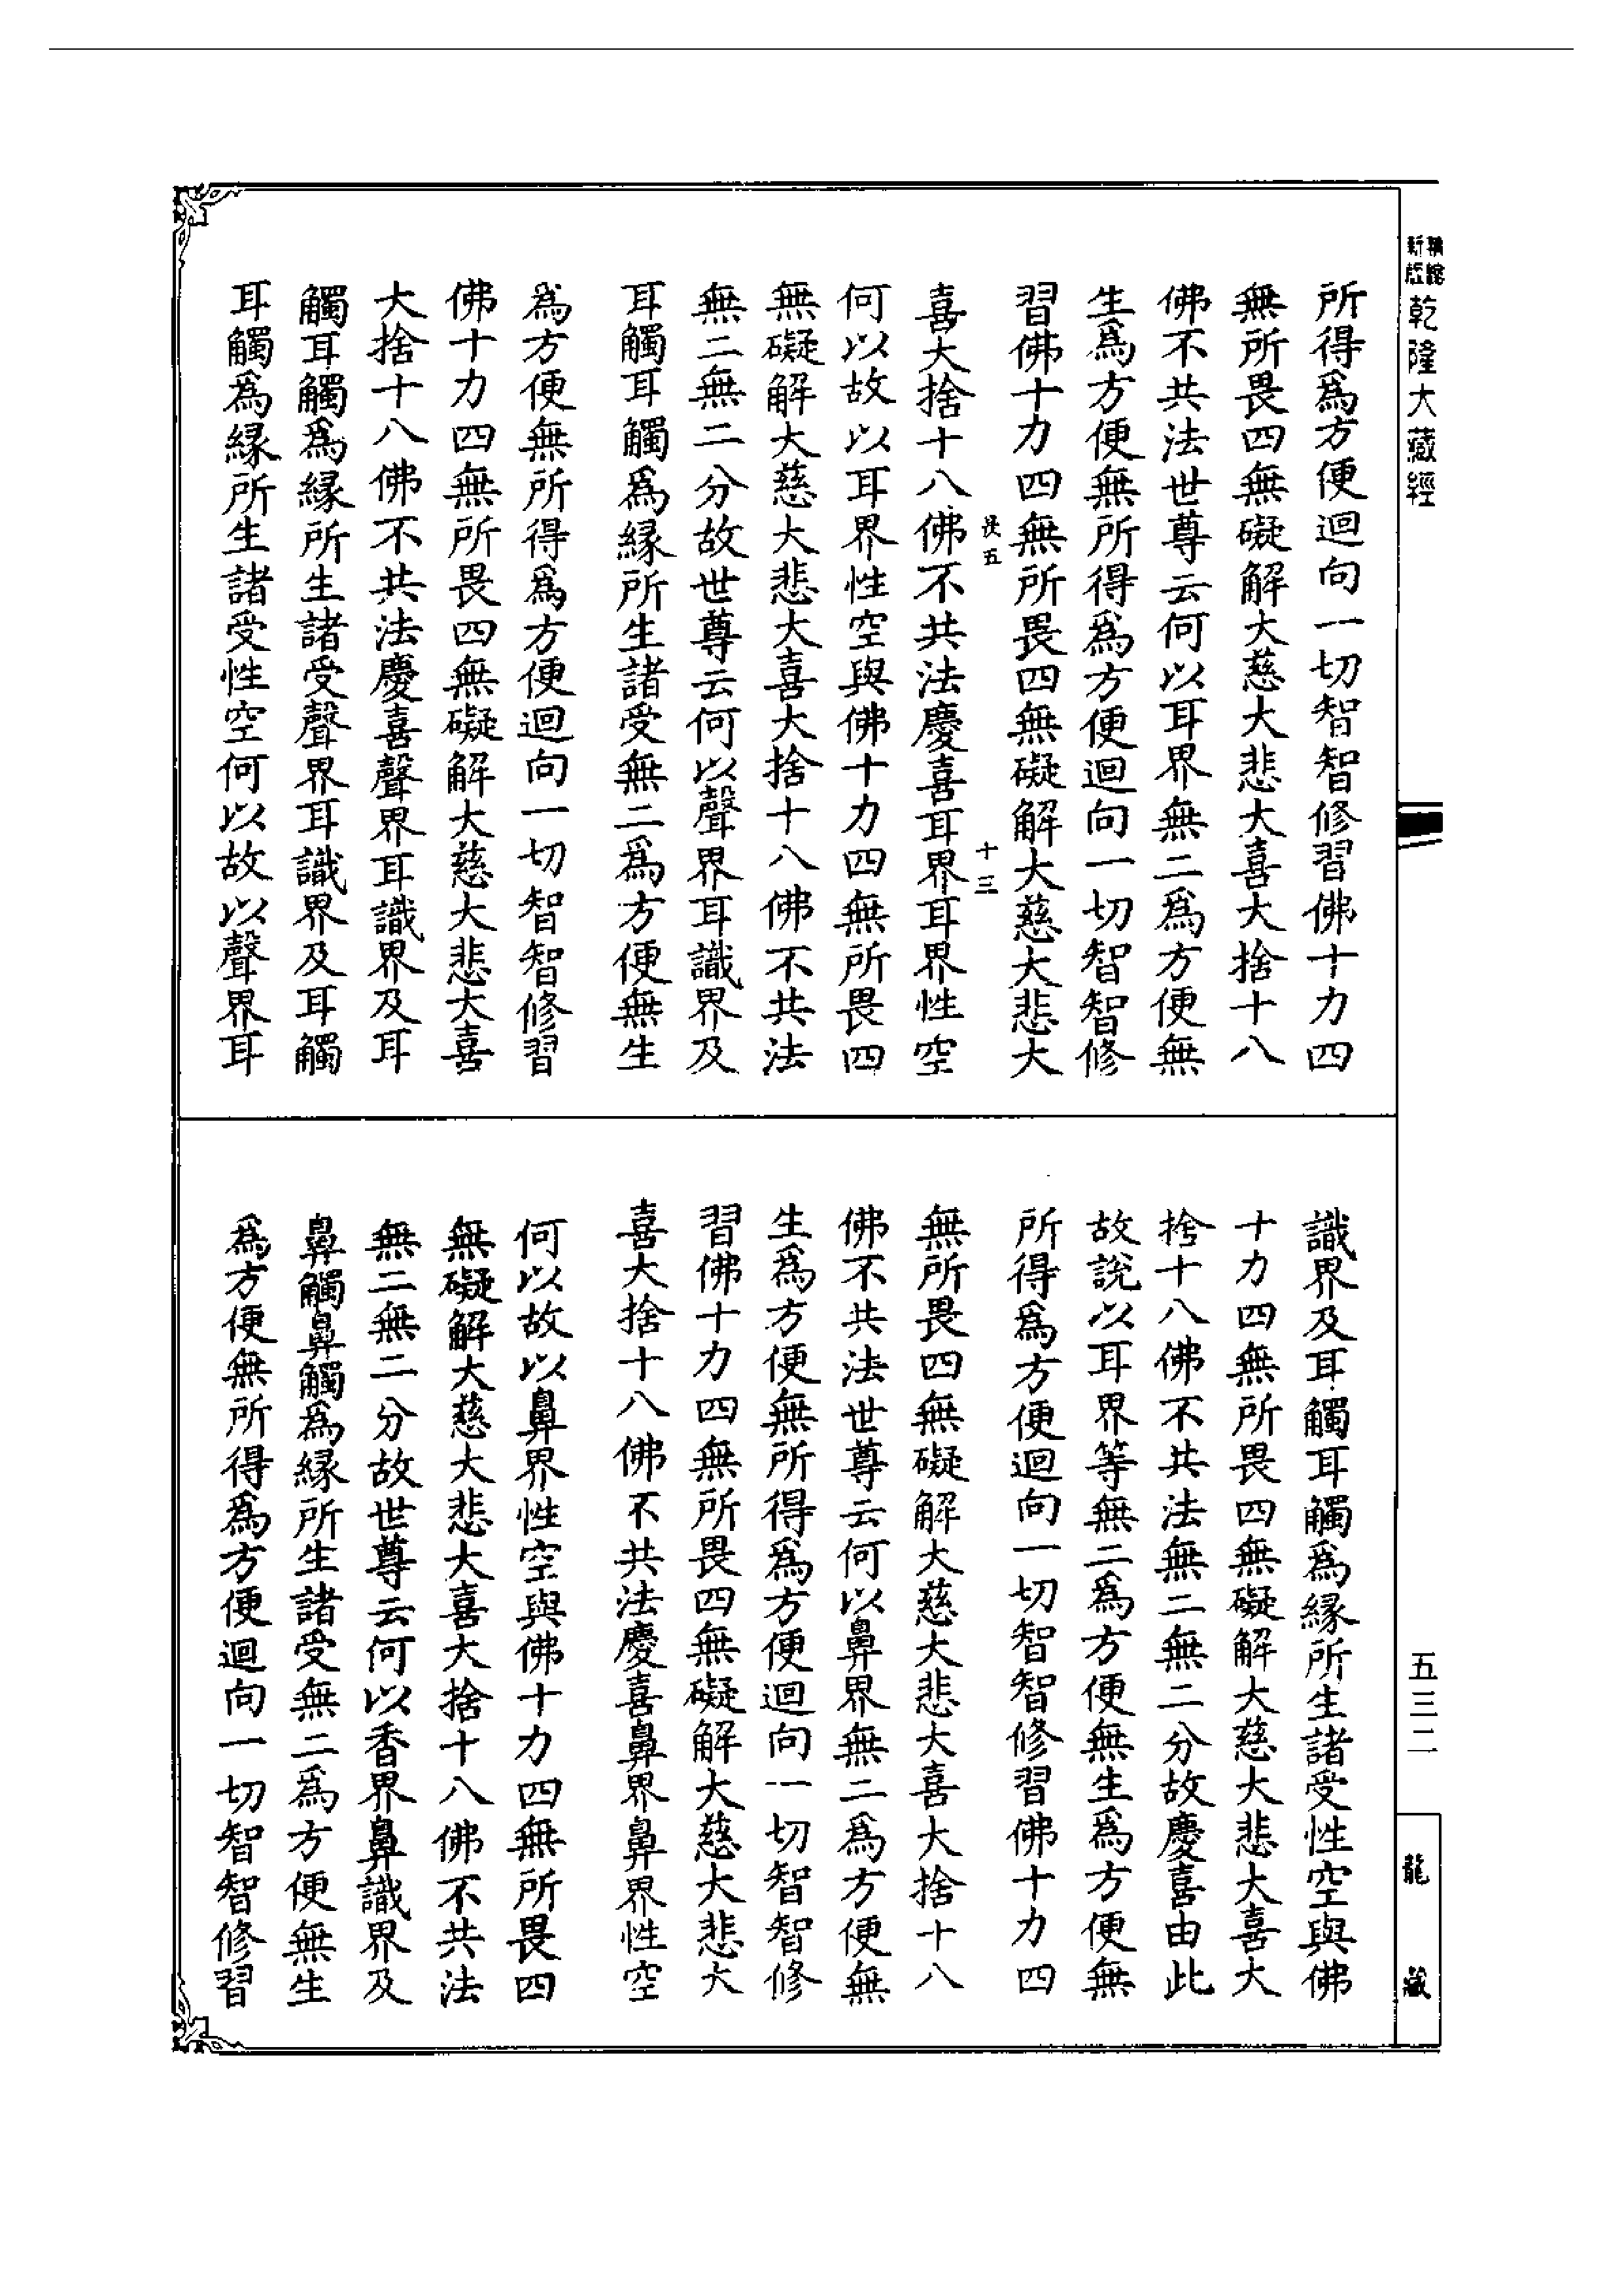 新編縮本乾隆大藏經
所得為方便迴向一切智智修習佛十力四
無所畏四無礙解大慈大悲大喜大捨十八
佛不共法世尊云何以耳界無二為方便無
生為方便無所得為方便迴向一切智智修
習佛十力四無所畏四無礙解大慈大悲大
十三
喜大捨十八佛不共法慶喜耳界耳界性空
何以故以耳界性空與佛十力四無所畏四
無礙解大慈大悲大喜大捨十八佛不共法
無二無二分故世尊云何以聲界耳識界及
耳觸耳觸為緣所生諸受無二為方便無生
為方便無所得為方便迴向一切智智修習
佛十力四無所畏四無礙解大慈大悲大喜
大捨十八佛不共法慶喜聲界耳識界及耳
觸耳觸為緣所生諸受聲界耳識界及耳觸
耳觸為緣所生諸受性空何以故以聲界耳
識界及耳觸耳觸為緣所生諸受性空與佛
十力四無所畏四無礙解大慈大悲大喜大
捨十八佛不共法無二無二分故慶喜由此
故說以耳界等無二為方便無生為方便無
所得為方便迴向一切智智修習佛十力四
無所畏四無礙解大慈大悲大喜大捨十八
佛不共法世尊云何以鼻界無二為方便無
生為方便無所得為方便迴向一切智智修
習佛十力四無所畏四無礙解大慈大悲大
喜大捨十八佛不共法慶喜鼻界鼻界性空
何以故以鼻界性空與佛十力四無所畏四
無礙解大慈大悲大喜大捨十八佛不共法
無二無二分故世尊云何以香界鼻識界及
鼻觸鼻觸為緣所生諸受無二為方便無生
為方便無所得為方便迴向一切智智修習
五三二
龍藏